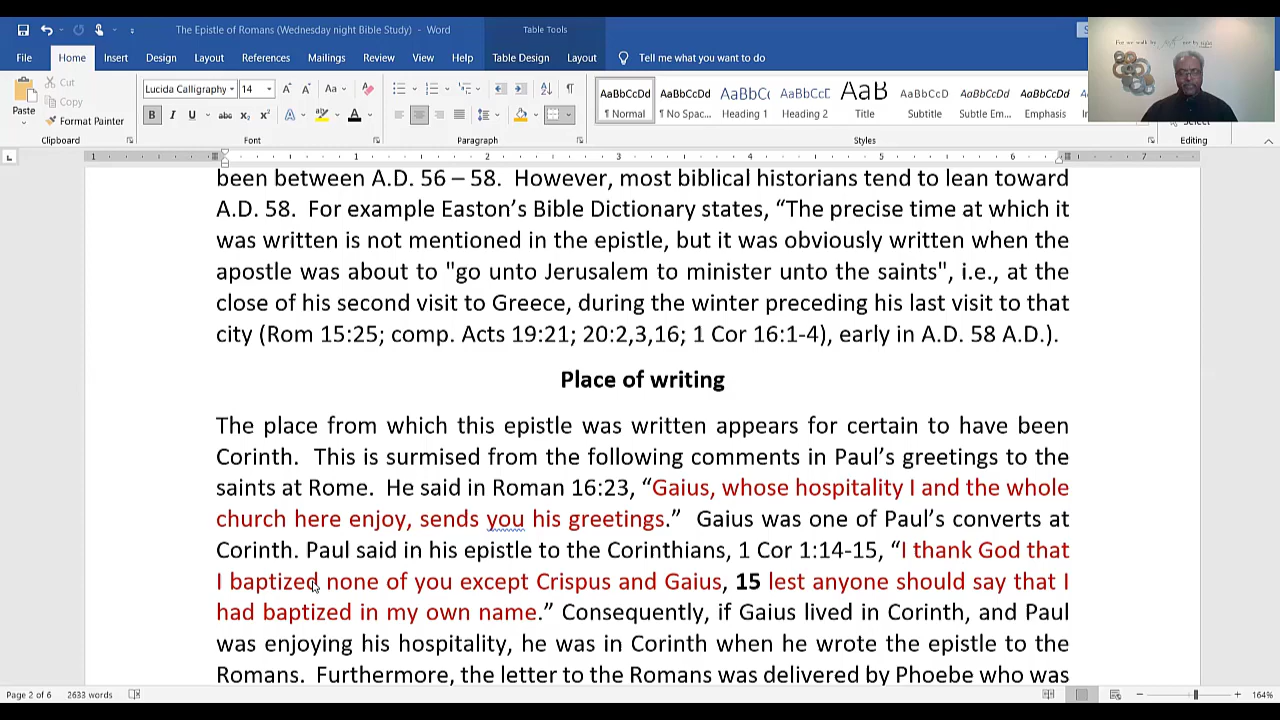 The Epistle of Romans (Wednesday night Bible Study) - Word
Table Tools
File Home Insert Design Layout References Mailings Review View Help Table Design Layout Tell me what you want to do
Paste
Cut
Copy
Format Painter
Clipboard
Lucida Calligraphy 14
Font
Paragraph
AaBbCcDd AaBbCcDd AaBbCc AaBbCcD AaB AaBbCcD AaBbCcDd AaBbCcDd
¶ Normal ¶ No Spac... Heading 1 Heading 2 Title Subtitle Subtle Em... Emphasis
Styles
Editing
1 1 2 3 4 5 6 7
been between A.D. 56 – 58. However, most biblical historians tend to lean toward
A.D. 58. For example Easton’s Bible Dictionary states, “The precise time at which it
was written is not mentioned in the epistle, but it was obviously written when the
apostle was about to "go unto Jerusalem to minister unto the saints", i.e., at the
close of his second visit to Greece, during the winter preceding his last visit to that
city (Rom 15:25; comp. Acts 19:21; 20:2,3,16; 1 Cor 16:1-4), early in A.D. 58 A.D.).
Place of writing
The place from which this epistle was written appears for certain to have been
Corinth. This is surmised from the following comments in Paul’s greetings to the
saints at Rome. He said in Roman 16:23, “Gaius, whose hospitality I and the whole
church here enjoy, sends you his greetings.” Gaius was one of Paul’s converts at
Corinth. Paul said in his epistle to the Corinthians, 1 Cor 1:14-15, “I thank God that
I baptized none of you except Crispus and Gaius, 15 lest anyone should say that I
had baptized in my own name.” Consequently, if Gaius lived in Corinth, and Paul
was enjoying his hospitality, he was in Corinth when he wrote the epistle to the
Romans. Furthermore, the letter to the Romans was delivered by Phoebe who was
Page 2 of 6 2633 words 164%